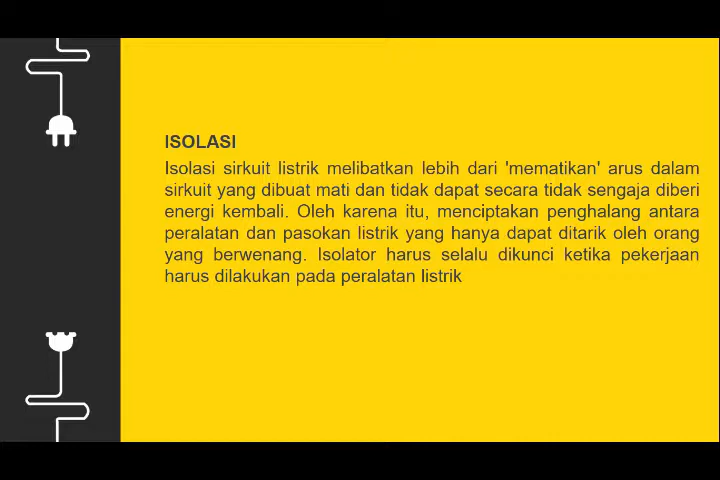 ISOLASI
Isolasi sirkuit listrik melibatkan lebih dari 'mematikan' arus dalam
sirkuit yang dibuat mati dan tidak dapat secara tidak sengaja diberi
energi kembali. Oleh karena itu, menciptakan penghalang antara
peralatan dan pasokan listrik yang hanya dapat ditarik oleh orang
yang berwenang. Isolator harus selalu dikunci ketika pekerjaan
harus dilakukan pada peralatan listrik